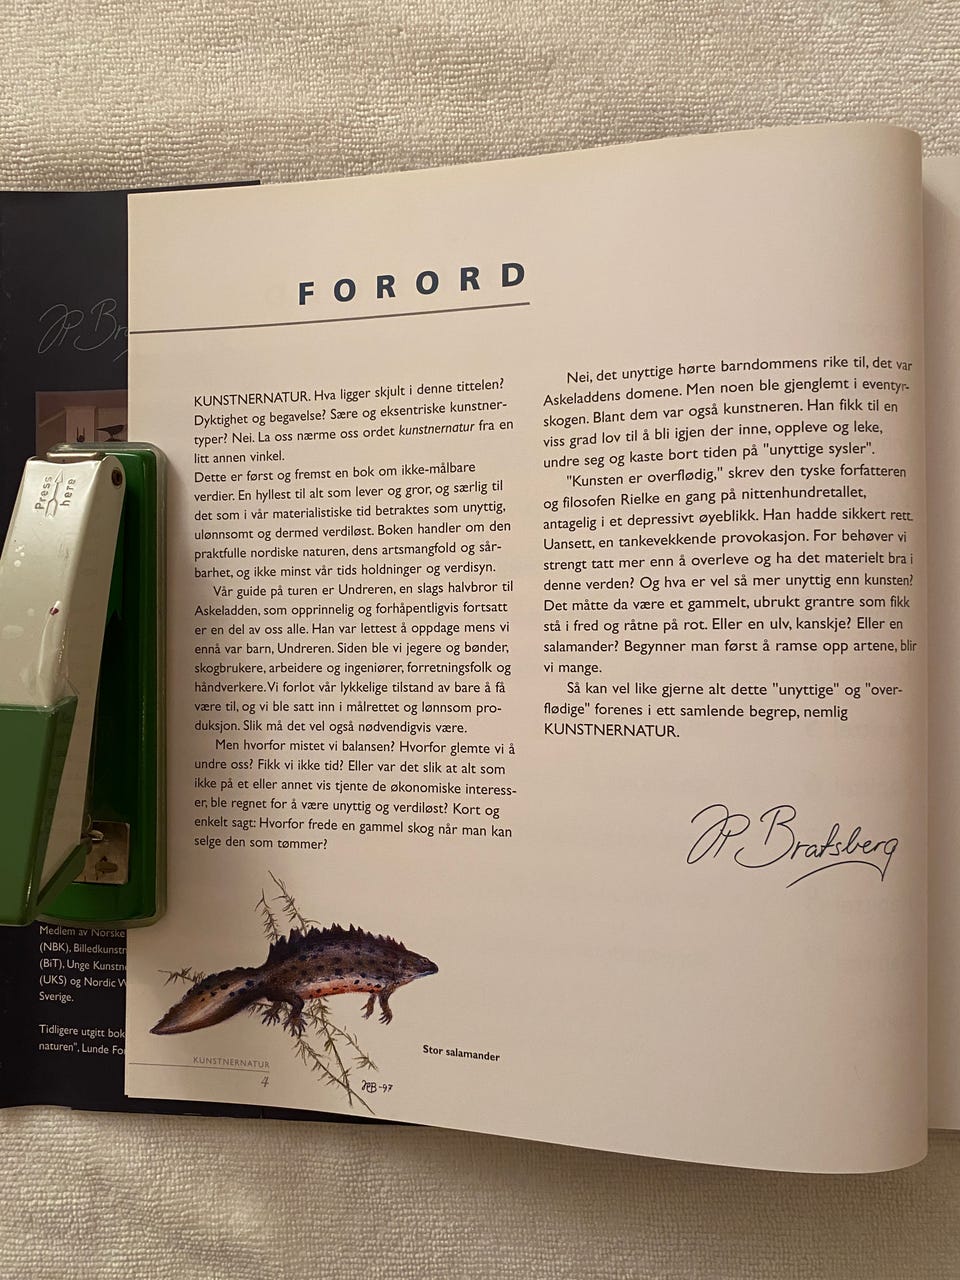 FORORD
KUNSTNERNATUR. Hva ligger skjult i denne tittelen?
Dyktighet og begavelse? Sære og eksentriske kunstner-
typer? Nei. La oss nærme oss ordet kunstnernatur fra en
litt annen vinkel.
Dette er først og fremst en bok om ikke-målbare
verdier. En hyllest til alt som lever og gror, og særlig til
det som i vår materialistiske tid betraktes som unyttig,
ulønnsomt og dermed verdiløst. Boken handler om den
praktfulle nordiske naturen, dens artsmangfold og sår-
barhet, og ikke minst vår tids holdninger og verdisyn.
Vår guide på turen er Undreren, en slags halvbror til
Askeladden, som opprinnelig og forhåpentligvis fortsatt
er en del av oss alle. Han var lettest å oppdage mens vi
ennå var barn, Undreren. Siden ble vi jegere og bønder,
skogbrukere, arbeidere og ingeniører, forretningsfolk og
håndverkere. Vi forlot vår lykkelige tilstand av bare å få
være til, og vi ble satt inn i målrettet og lønnsom pro-
duksjon. Slik må det vel også nødvendigvis være.
Men hvorfor mistet vi balansen? Hvorfor glemte vi å
undre oss? Fikk vi ikke tid? Eller var det slik at alt som
ikke på et eller annet vis tjente de økonomiske interess-
er, ble regnet for å være unyttig og verdiløst? Kort og
enkelt sagt: Hvorfor frede en gammel skog når man kan
selge den som tømmer?
Nei, det unyttige hørte barndommens rike til, det var
Askeladdens domene. Men noen ble gjenglemt i eventyr-
skogen. Blant dem var også kunstneren. Han fikk til en
viss grad lov til å bli igjen der inne, oppleve og leke,
undre seg og kaste bort tiden på "unyttige sysler".
"Kunsten er overflødig," skrev den tyske forfatteren
og filosofen Rielke en gang på nittenhundretallet,
antagelig i et depressivt øyeblikk. Han hadde sikkert rett.
Uansett, en tankevekkende provokasjon. For behøver vi
strengt tatt mer enn å overleve og ha det materielt bra i
denne verden? Og hva er vel så mer unyttig enn kunsten?
Det måtte da være et gammelt, ubrukt grantre som fikk
stå i fred og råtne på rot. Eller en ulv, kanskje? Eller en
salamander? Begynner man først å ramse opp artene, blir
vi mange.
Så kan vel like gjerne alt dette "unyttige" og "over-
flødige" forenes i ett samlende begrep, nemlig
KUNSTNERNATUR.
JP Bratsberg
Stor salamander
JPB -97
KUNSTNERNATUR
4
JP Br
Press
here
Medlem av Norske
(NBK), Billedkunstn
(BiT), Unge Kunstn
(UKS) og Nordic W
Sverige.
Tidligere utgitt bok
naturen", Lunde Fo